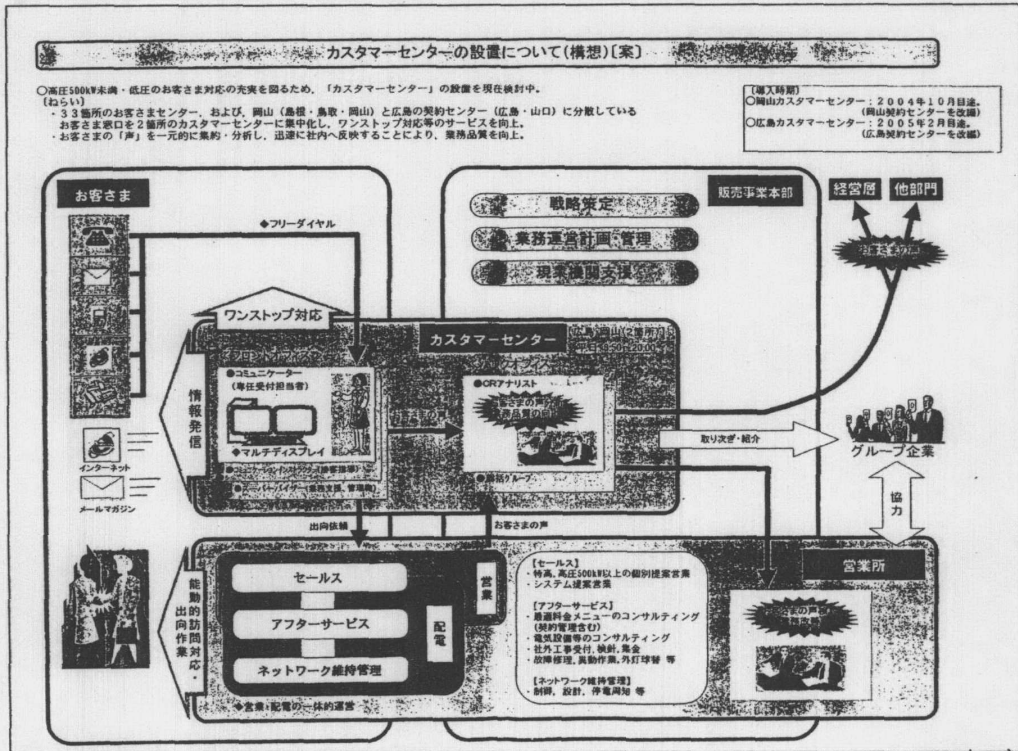 カスタマーセンターの設置について(構想)〔案〕
○高圧500kW未満・低圧のお客さま対応の充実を図るため,「カスタマーセンター」の設置を現在検討中。
〔ねらい〕
・33箇所のお客さまセンター,および,岡山(島根・鳥取・岡山)と広島の契約センター(広島・山口)に分散している
お客さま窓口を2箇所のカスタマーセンターに集中化し,ワンストップ対応等のサービスを向上。
・お客さまの「声」を一元的に集約・分析し,迅速に社内へ反映することにより,業務品質を向上。
〔導入時期〕
○岡山カスタマーセンター:2004年10月目途。
(岡山契約センターを改編)
○広島カスタマーセンター:2005年2月目途。
(広島契約センターを改編)
お客さま
販売事業本部
経営層
他部門
戦略策定
業務運営計画・管理
現業機関支援
お客さまの声
◆フリーダイヤル
ワンストップ対応
カスタマーセンター
広島・岡山(2箇所)
情報発信
●コミュニケーター
(専任受付担当者)
◆マルチディスプレイ
お客さまの声
●CRアナリスト
取り次ぎ・紹介
グループ企業
協力
インターネット
メールマガジン
出向依頼
お客さまの声
能動的訪問対応・
出向作業
セールス
アフターサービス
ネットワーク維持管理
配電
営業
◆営業・配電の一体的運営
【セールス】
・特高,高圧500kW以上の個別提案営業
・システム提案営業
【アフターサービス】
・最適料金メニューのコンサルティング
(契約管理含む)
・電気設備等のコンサルティング
・社外工事受付,検針,集金
・故障修理,異動作業,外灯球替 等
【ネットワーク維持管理】
・制御,設計,停電周知 等
営業所